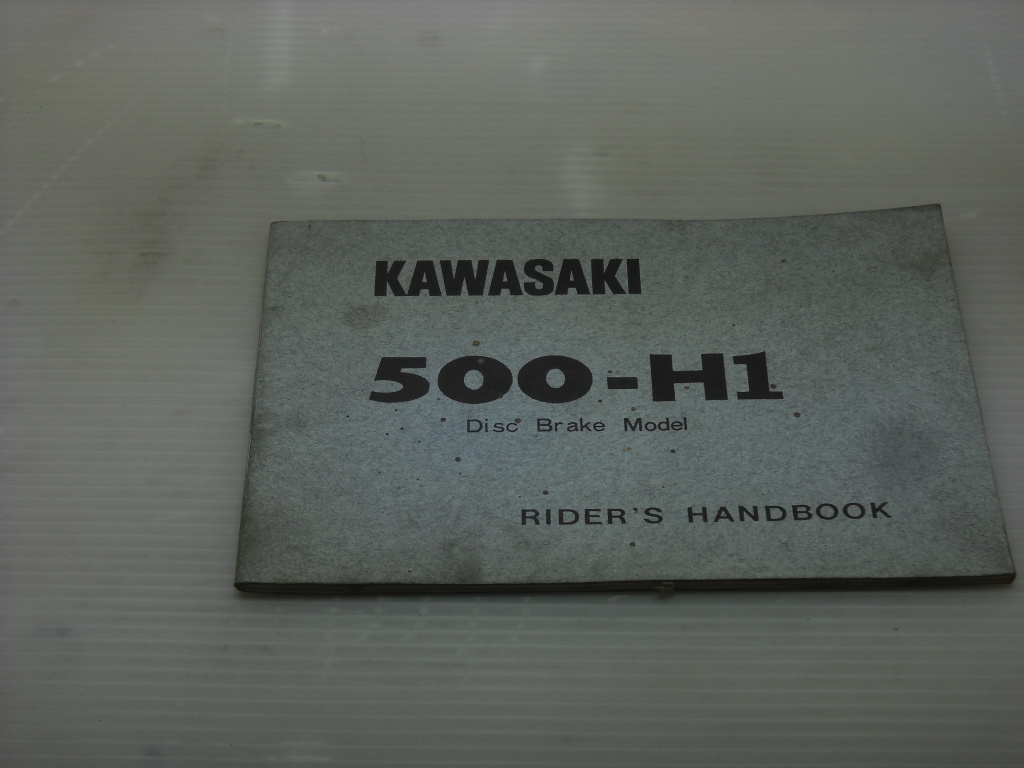 KAWASAKI
500-H1
Disc Brake Model
RIDER'S HANDBOOK